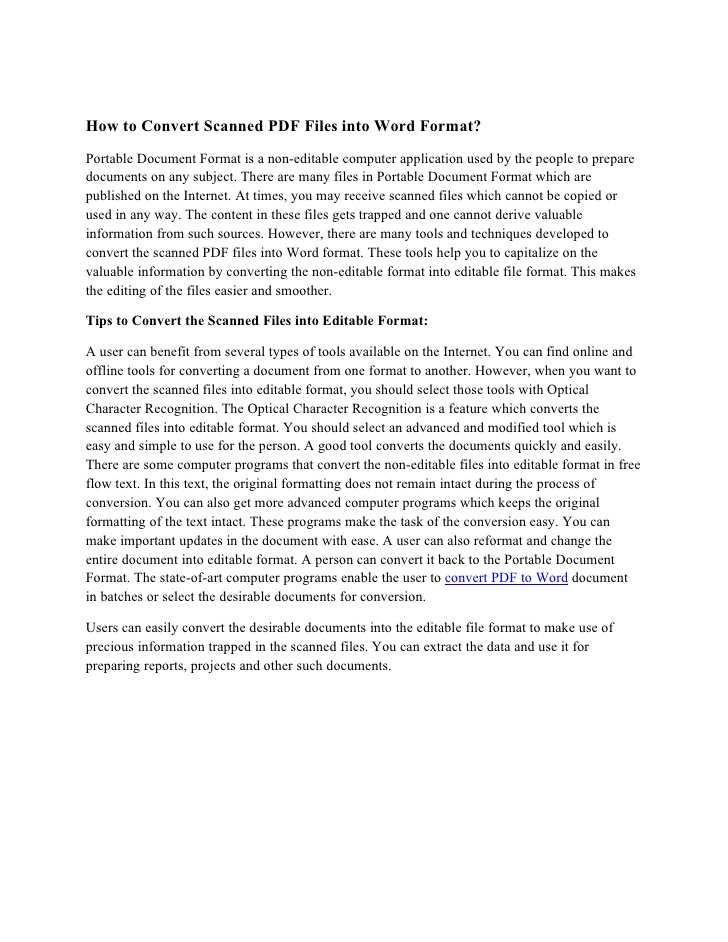 How to Convert Scanned PDF Files into Word Format?
Portable Document Format is a non-editable computer application used by the people to prepare
documents on any subject. There are many files in Portable Document Format which are
published on the Internet. At times, you may receive scanned files which cannot be copied or
used in any way. The content in these files gets trapped and one cannot derive valuable
information from such sources. However, there are many tools and techniques developed to
convert the scanned PDF files into Word format. These tools help you to capitalize on the
valuable information by converting the non-editable format into editable file format. This makes
the editing of the files easier and smoother.
Tips to Convert the Scanned Files into Editable Format:
A user can benefit from several types of tools available on the Internet. You can find online and
offline tools for converting a document from one format to another. However, when you want to
convert the scanned files into editable format, you should select those tools with Optical
Character Recognition. The Optical Character Recognition is a feature which converts the
scanned files into editable format. You should select an advanced and modified tool which is
easy and simple to use for the person. A good tool converts the documents quickly and easily.
There are some computer programs that convert the non-editable files into editable format in free
flow text. In this text, the original formatting does not remain intact during the process of
conversion. You can also get more advanced computer programs which keeps the original
formatting of the text intact. These programs make the task of the conversion easy. You can
make important updates in the document with ease. A user can also reformat and change the
entire document into editable format. A person can convert it back to the Portable Document
Format. The state-of-art computer programs enable the user to convert PDF to Word document
in batches or select the desirable documents for conversion.
Users can easily convert the desirable documents into the editable file format to make use of
precious information trapped in the scanned files. You can extract the data and use it for
preparing reports, projects and other such documents.